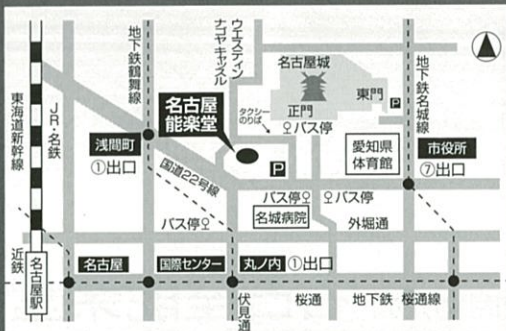 地下鉄鶴舞線
ウエスティン
ナゴヤキャッスル
名古屋城
東門
正門
P
タクシー
のりば
バス停
地下鉄名城線
東海道新幹線
JR・名鉄
名古屋
能楽堂
浅間町
①出口
国道22号線
P
愛知県
体育館
市役所
⑦出口
バス停
バス停
名城病院
バス停
外堀通
近鉄
名古屋駅
名古屋
国際センター
丸ノ内
①出口
伏見通
桜通
地下鉄 桜通線